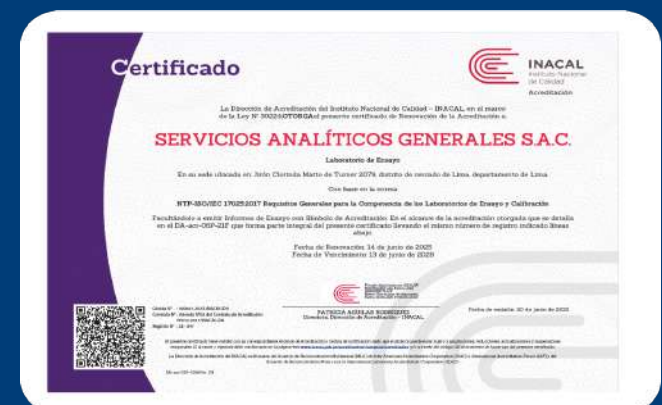 Certificado
INACAL
Instituto Nacional
de Calidad
Acreditación
La Dirección de Acreditación del Instituto Nacional de Calidad – INACAL, en el marco
de la Ley N° 30224, OTORGA el presente certificado de Renovación de la Acreditación a:
SERVICIOS ANALÍTICOS GENERALES S.A.C.
Laboratorio de Ensayo
En su sede ubicada en: Jirón Clorinda Matto de Turner 2079, distrito de cercado de Lima, departamento de Lima
Con base en la norma
NTP-ISO/IEC 17025:2017 Requisitos Generales para la Competencia de los Laboratorios de Ensayo y Calibración
Facultándolo a emitir Informes de Ensayo con Símbolo de Acreditación. En el alcance de la acreditación otorgada que se detalla
en el DA-acr-05P-21F que forma parte integral del presente certificado llevando el mismo número de registro indicado líneas
abajo.
Fecha de Renovación: 14 de junio de 2025
Fecha de Vencimiento: 13 de junio de 2029
PATRICIA AGUILAR RODRÍGUEZ
Directora, Dirección de Acreditación - INACAL
Fecha de emisión: 20 de junio de 2025